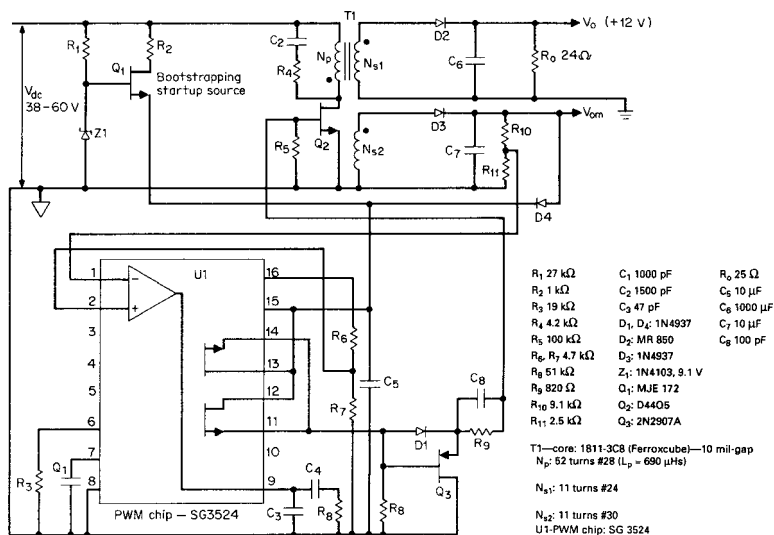 T1
D2
Vo (+12 V)
R1
R2
C2
Np
Ns1
C6
Ro 24Ω
Q1
Bootstrapping
startup source
R4
Vdc
38–60 V
D3
Vom
R10
Z1
R5
Q2
Ns2
C7
R11
D4
U1
1
16
2
15
3
14
R6
4
13
C5
5
12
C8
R7
6
11
D1
R9
7
10
Q1
C4
Q3
R3
8
9
R8
R8
C3
PWM chip – SG3524
R1 27 kΩ C1 1000 pF Ro 25 Ω
R2 1 kΩ C2 1500 pF C5 10 μF
R3 19 kΩ C3 47 pF C6 1000 μF
R4 4.2 kΩ D1, D4: 1N4937 C7 10 μF
R5 100 kΩ D2: MR 850 C8 100 pF
R6, R7 4.7 kΩ D3: 1N4937
R8 51 kΩ Z1: 1N4103, 9.1 V
R9 820 Ω Q1: MJE 172
R10 9.1 kΩ Q2: D44O5
R11 2.5 kΩ Q3: 2N2907A
T1—core: 1811-3C8 (Ferroxcube)—10 mil-gap
Np: 52 turns #28 (Lp = 690 μHs)
Ns1: 11 turns #24
Ns2: 11 turns #30
U1-PWM chip: SG 3524